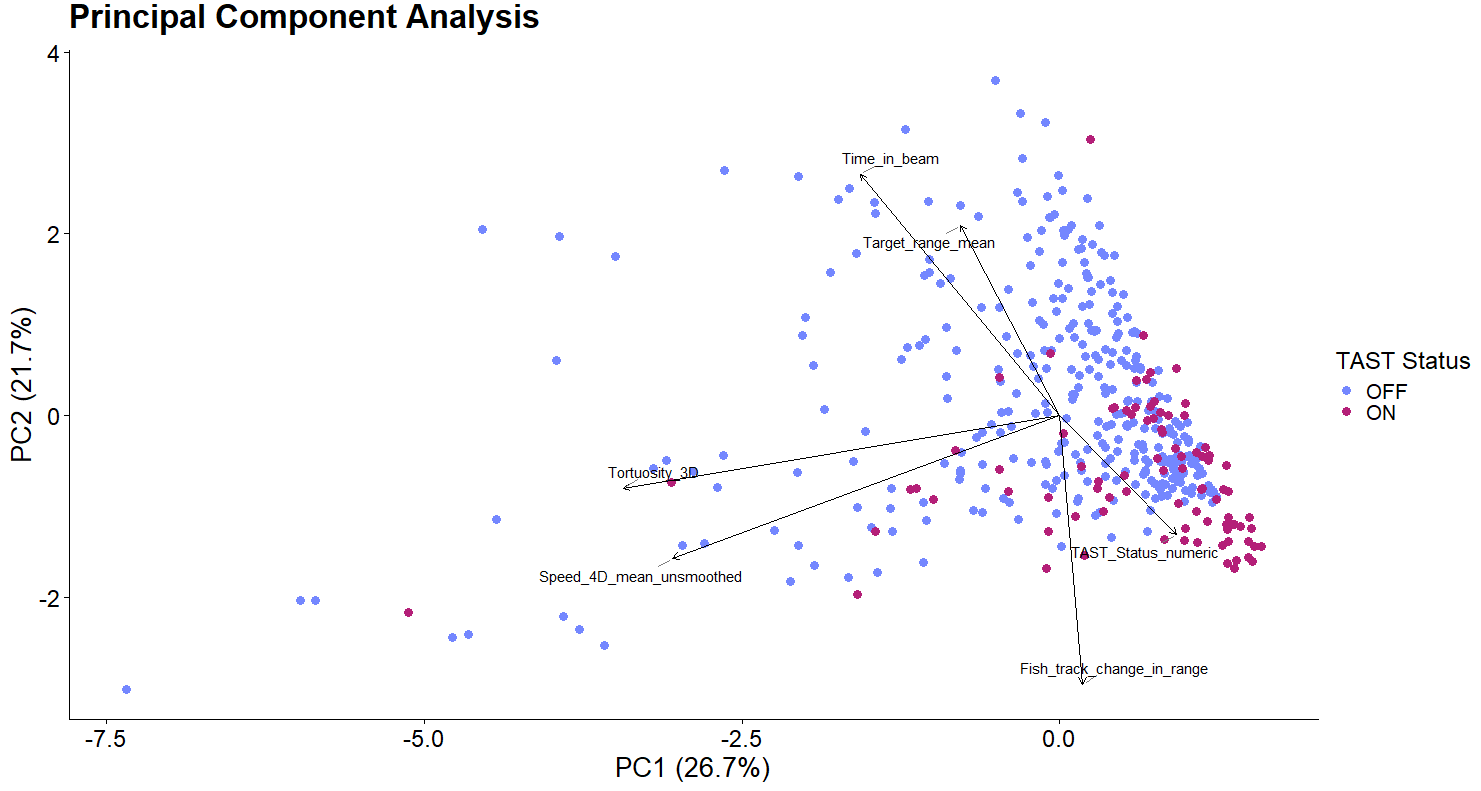 Principal Component Analysis
4
2
0
-2
PC2 (21.7%)
Time_in_beam
Target_range_mean
Tortuosity_3D
Speed_4D_mean_unsmoothed
TAST_Status_numeric
Fish_track_change_in_range
-7.5
-5.0
-2.5
0.0
PC1 (26.7%)
TAST Status
OFF
ON